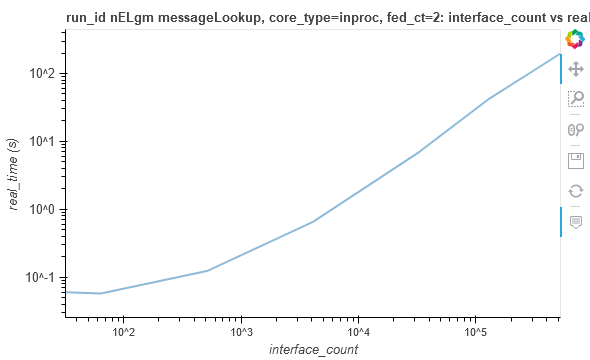 run_id nELgm messageLookup, core_type=inproc, fed_ct=2: interface_count vs real
10^2
10^1
10^0
10^-1
real_time (s)
10^2 10^3 10^4 10^5
interface_count